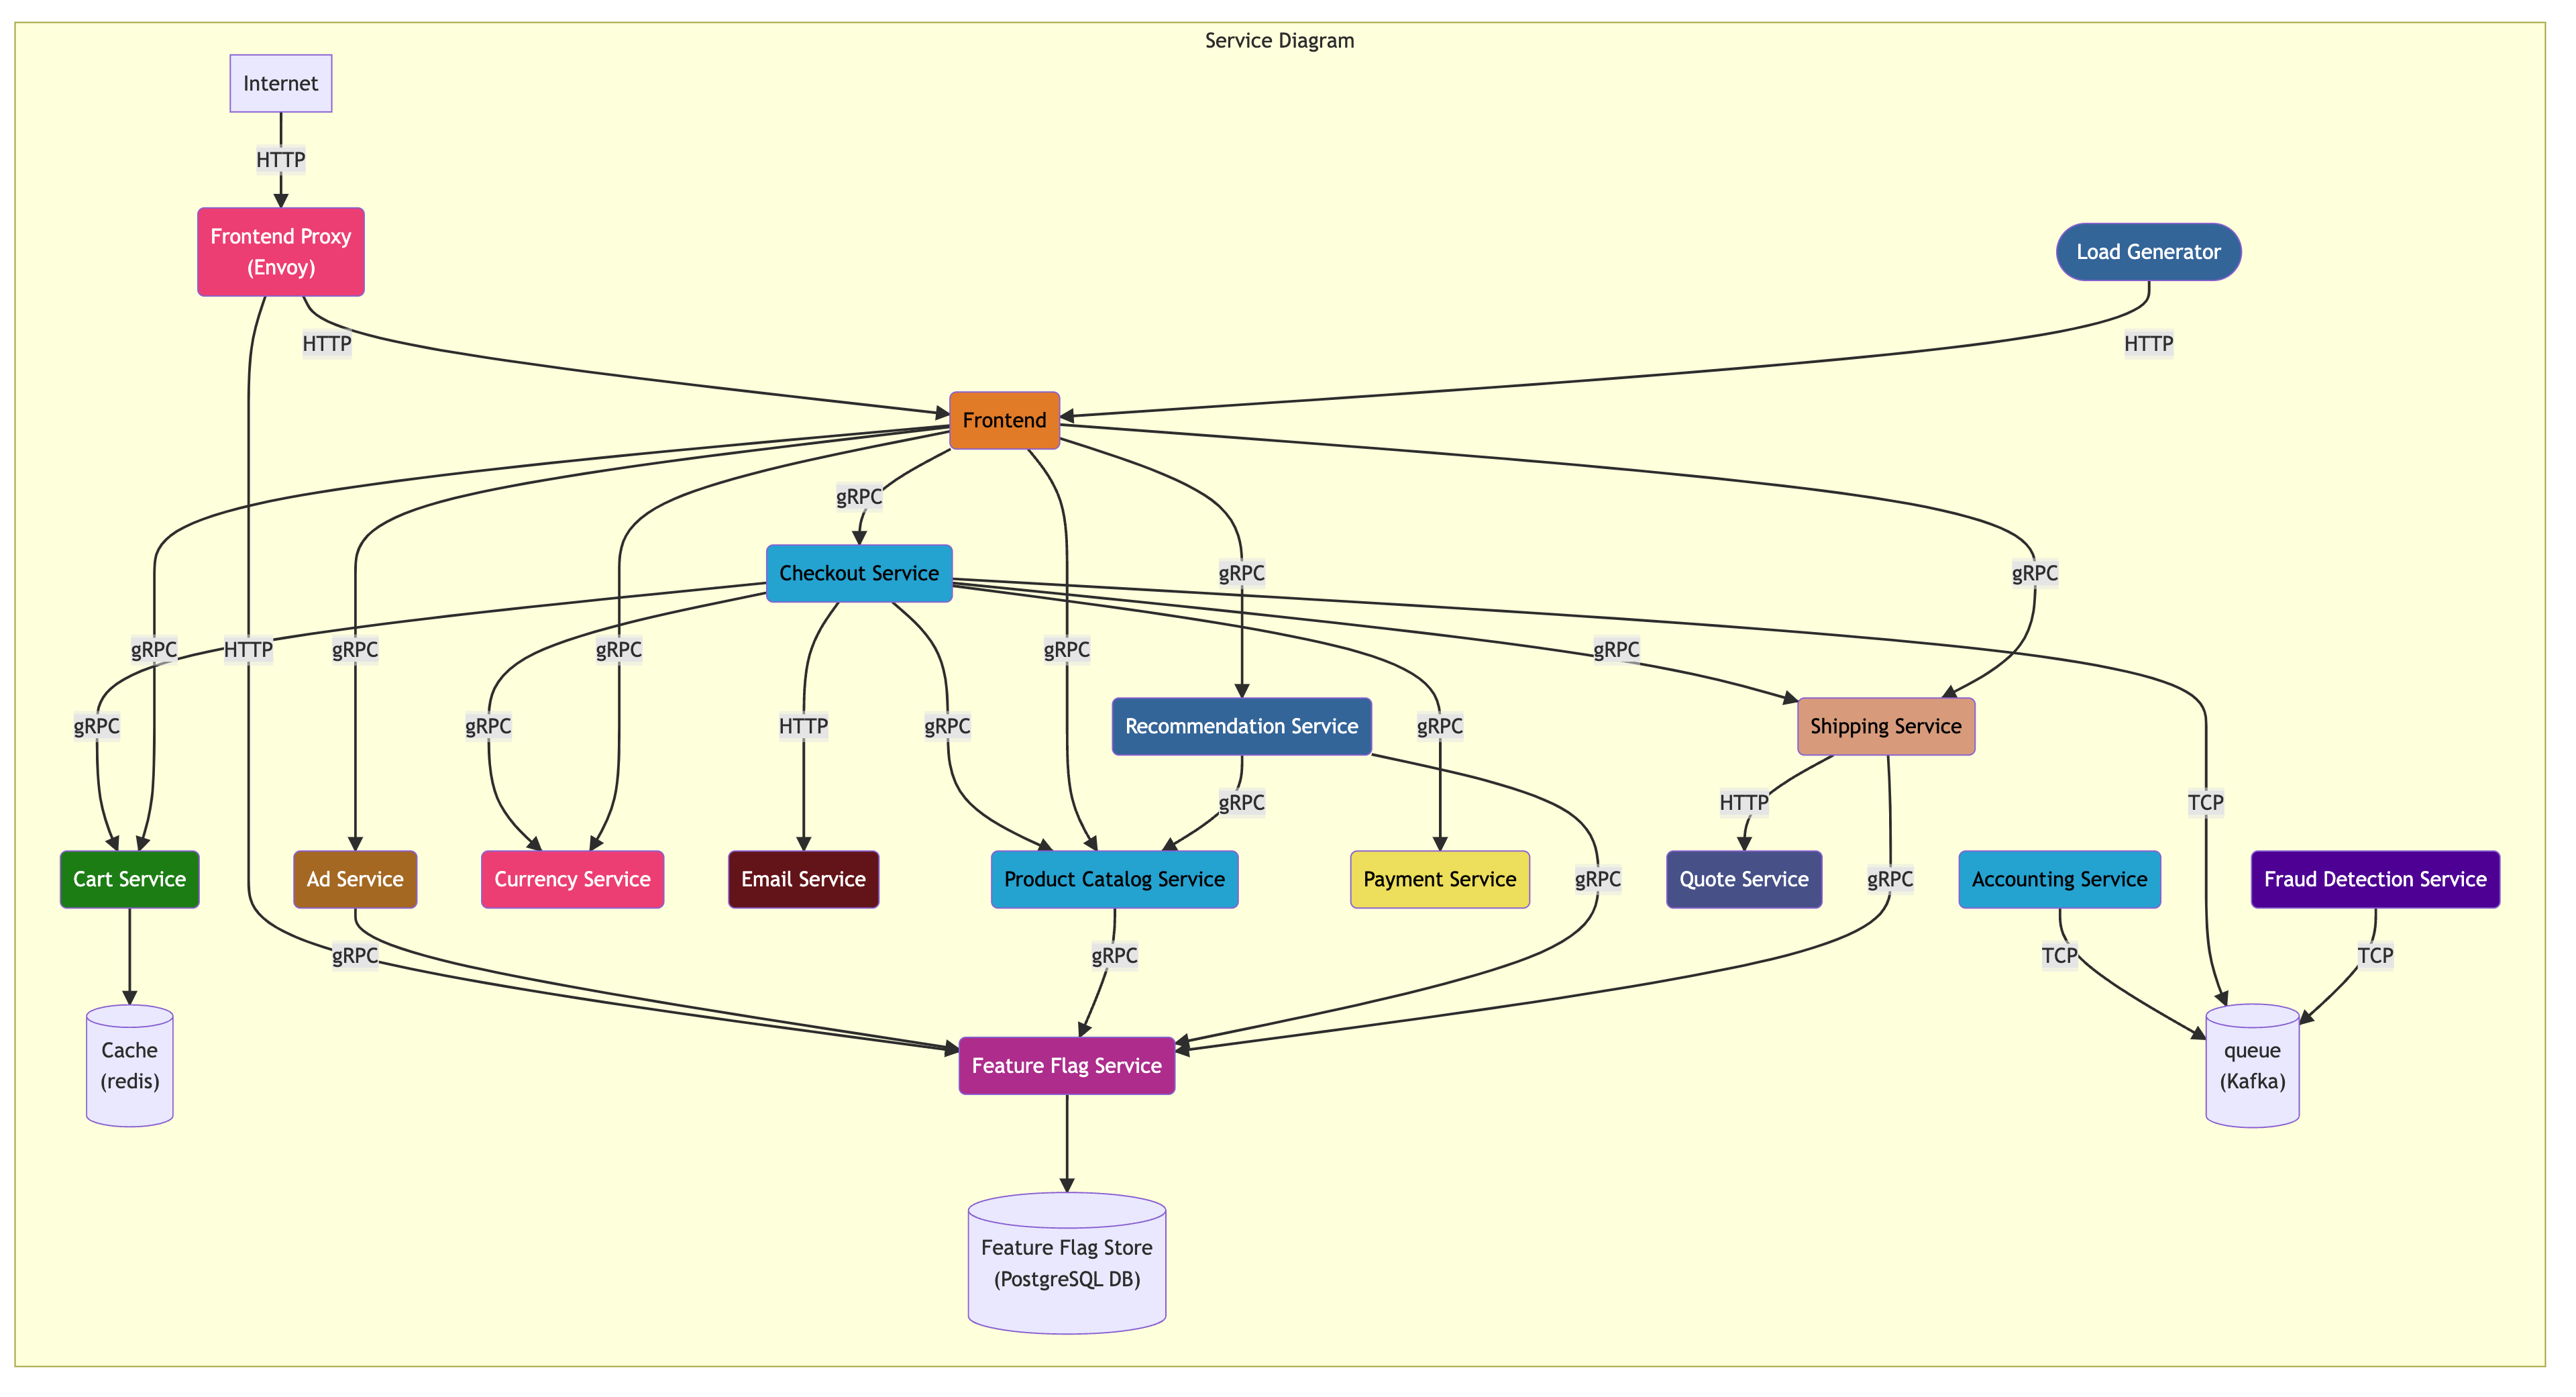 Service Diagram
Internet
HTTP
Frontend Proxy
(Envoy)
Load Generator
HTTP
HTTP
Frontend
gRPC
Checkout Service
gRPC
gRPC
gRPC
HTTP
gRPC
gRPC
gRPC
gRPC
gRPC
gRPC
HTTP
gRPC
Recommendation Service
gRPC
Shipping Service
gRPC
HTTP
TCP
Cart Service
Ad Service
Currency Service
Email Service
Product Catalog Service
Payment Service
gRPC
Quote Service
gRPC
Accounting Service
Fraud Detection Service
gRPC
gRPC
TCP
TCP
Cache
(redis)
Feature Flag Service
queue
(Kafka)
Feature Flag Store
(PostgreSQL DB)